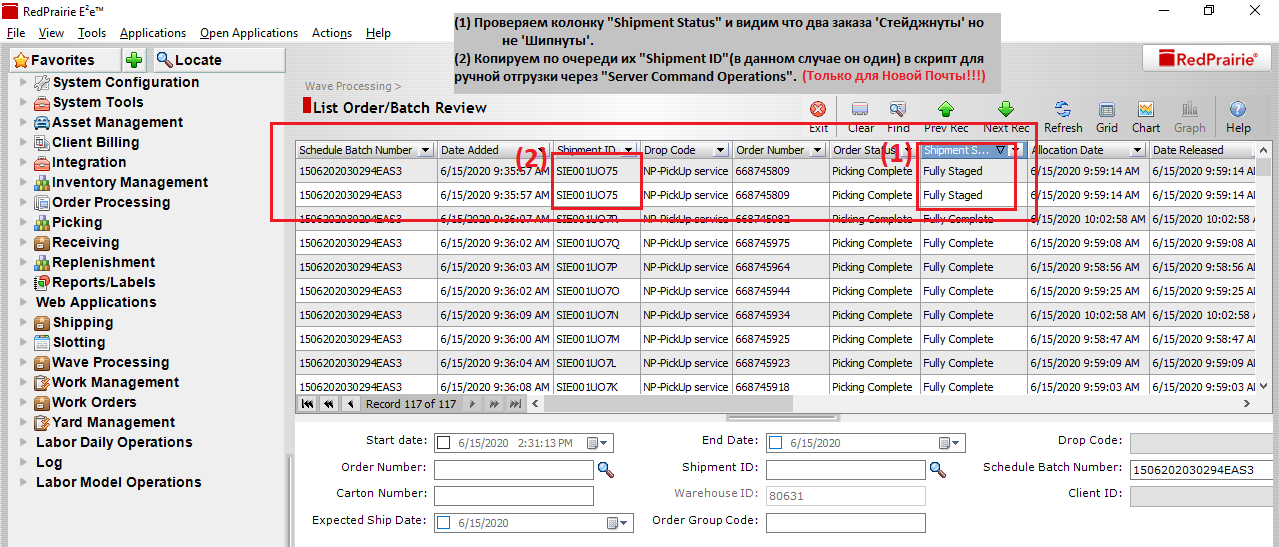 RedPrairie E²e™
File View Tools Applications Open Applications Actions Help
(1) Проверяем колонку "Shipment Status" и видим что два заказа 'Стейджнуты' но
не 'Шипнуты'.
(2) Копируем по очереди их "Shipment ID"(в данном случае он один) в скрипт для
ручной отгрузки через "Server Command Operations". (Только для Новой Почты!!!)
Favorites
Locate
RedPrairie®
System Configuration
System Tools
Asset Management
Client Billing
Integration
Inventory Management
Order Processing
Picking
Receiving
Replenishment
Reports/Labels
Web Applications
Shipping
Slotting
Wave Processing
Work Management
Work Orders
Yard Management
Labor Daily Operations
Log
Labor Model Operations
Wave Processing >
List Order/Batch Review
Exit Clear Find Prev Rec Next Rec Refresh Grid Chart Graph Help
(2) (1)
Schedule Batch Number Date Added Shipment ID Drop Code Order Number Order Status Shipment S... Allocation Date Date Released
1506202030294EAS3 6/15/2020 9:35:57 AM SIE001UO75 NP-PickUp service 668745809 Picking Complete Fully Staged 6/15/2020 9:59:14 AM 6/15/2020 9:59:14 AI
1506202030294EAS3 6/15/2020 9:35:57 AM SIE001UO75 NP-PickUp service 668745809 Picking Complete Fully Staged 6/15/2020 9:59:14 AM 6/15/2020 9:59:14 AI
1506202030294EAS3 6/15/2020 9:36:07 AM NP-PickUp service 668745982 Picking Complete Fully Complete 6/15/2020 10:02:58 AM 6/15/2020 10:02:58
1506202030294EAS3 6/15/2020 9:36:02 AM SIE001UO7Q NP-PickUp service 668745975 Picking Complete Fully Complete 6/15/2020 9:59:08 AM 6/15/2020 9:59:08 AI
1506202030294EAS3 6/15/2020 9:36:03 AM SIE001UO7P NP-PickUp service 668745964 Picking Complete Fully Complete 6/15/2020 9:58:56 AM 6/15/2020 9:58:56 AI
1506202030294EAS3 6/15/2020 9:36:02 AM SIE001UO7O NP-PickUp service 668745944 Picking Complete Fully Complete 6/15/2020 9:59:25 AM 6/15/2020 9:59:25 AI
1506202030294EAS3 6/15/2020 9:36:09 AM SIE001UO7N NP-PickUp service 668745934 Picking Complete Fully Complete 6/15/2020 10:02:58 AM 6/15/2020 10:02:58
1506202030294EAS3 6/15/2020 9:36:00 AM SIE001UO7M NP-PickUp service 668745925 Picking Complete Fully Complete 6/15/2020 9:58:47 AM 6/15/2020 9:58:47 AI
1506202030294EAS3 6/15/2020 9:36:04 AM SIE001UO7L NP-PickUp service 668745923 Picking Complete Fully Complete 6/15/2020 9:59:09 AM 6/15/2020 9:59:09 AI
1506202030294EAS3 6/15/2020 9:36:08 AM SIE001UO7K NP-PickUp service 668745918 Picking Complete Fully Complete 6/15/2020 9:59:03 AM 6/15/2020 9:59:03 AI
Record 117 of 117
Start date: 6/15/2020 2:31:13 PM End Date: 6/15/2020 Drop Code:
Order Number: Shipment ID: Schedule Batch Number: 1506202030294EAS3
Carton Number: Warehouse ID: 80631 Client ID:
Expected Ship Date: 6/15/2020 Order Group Code: